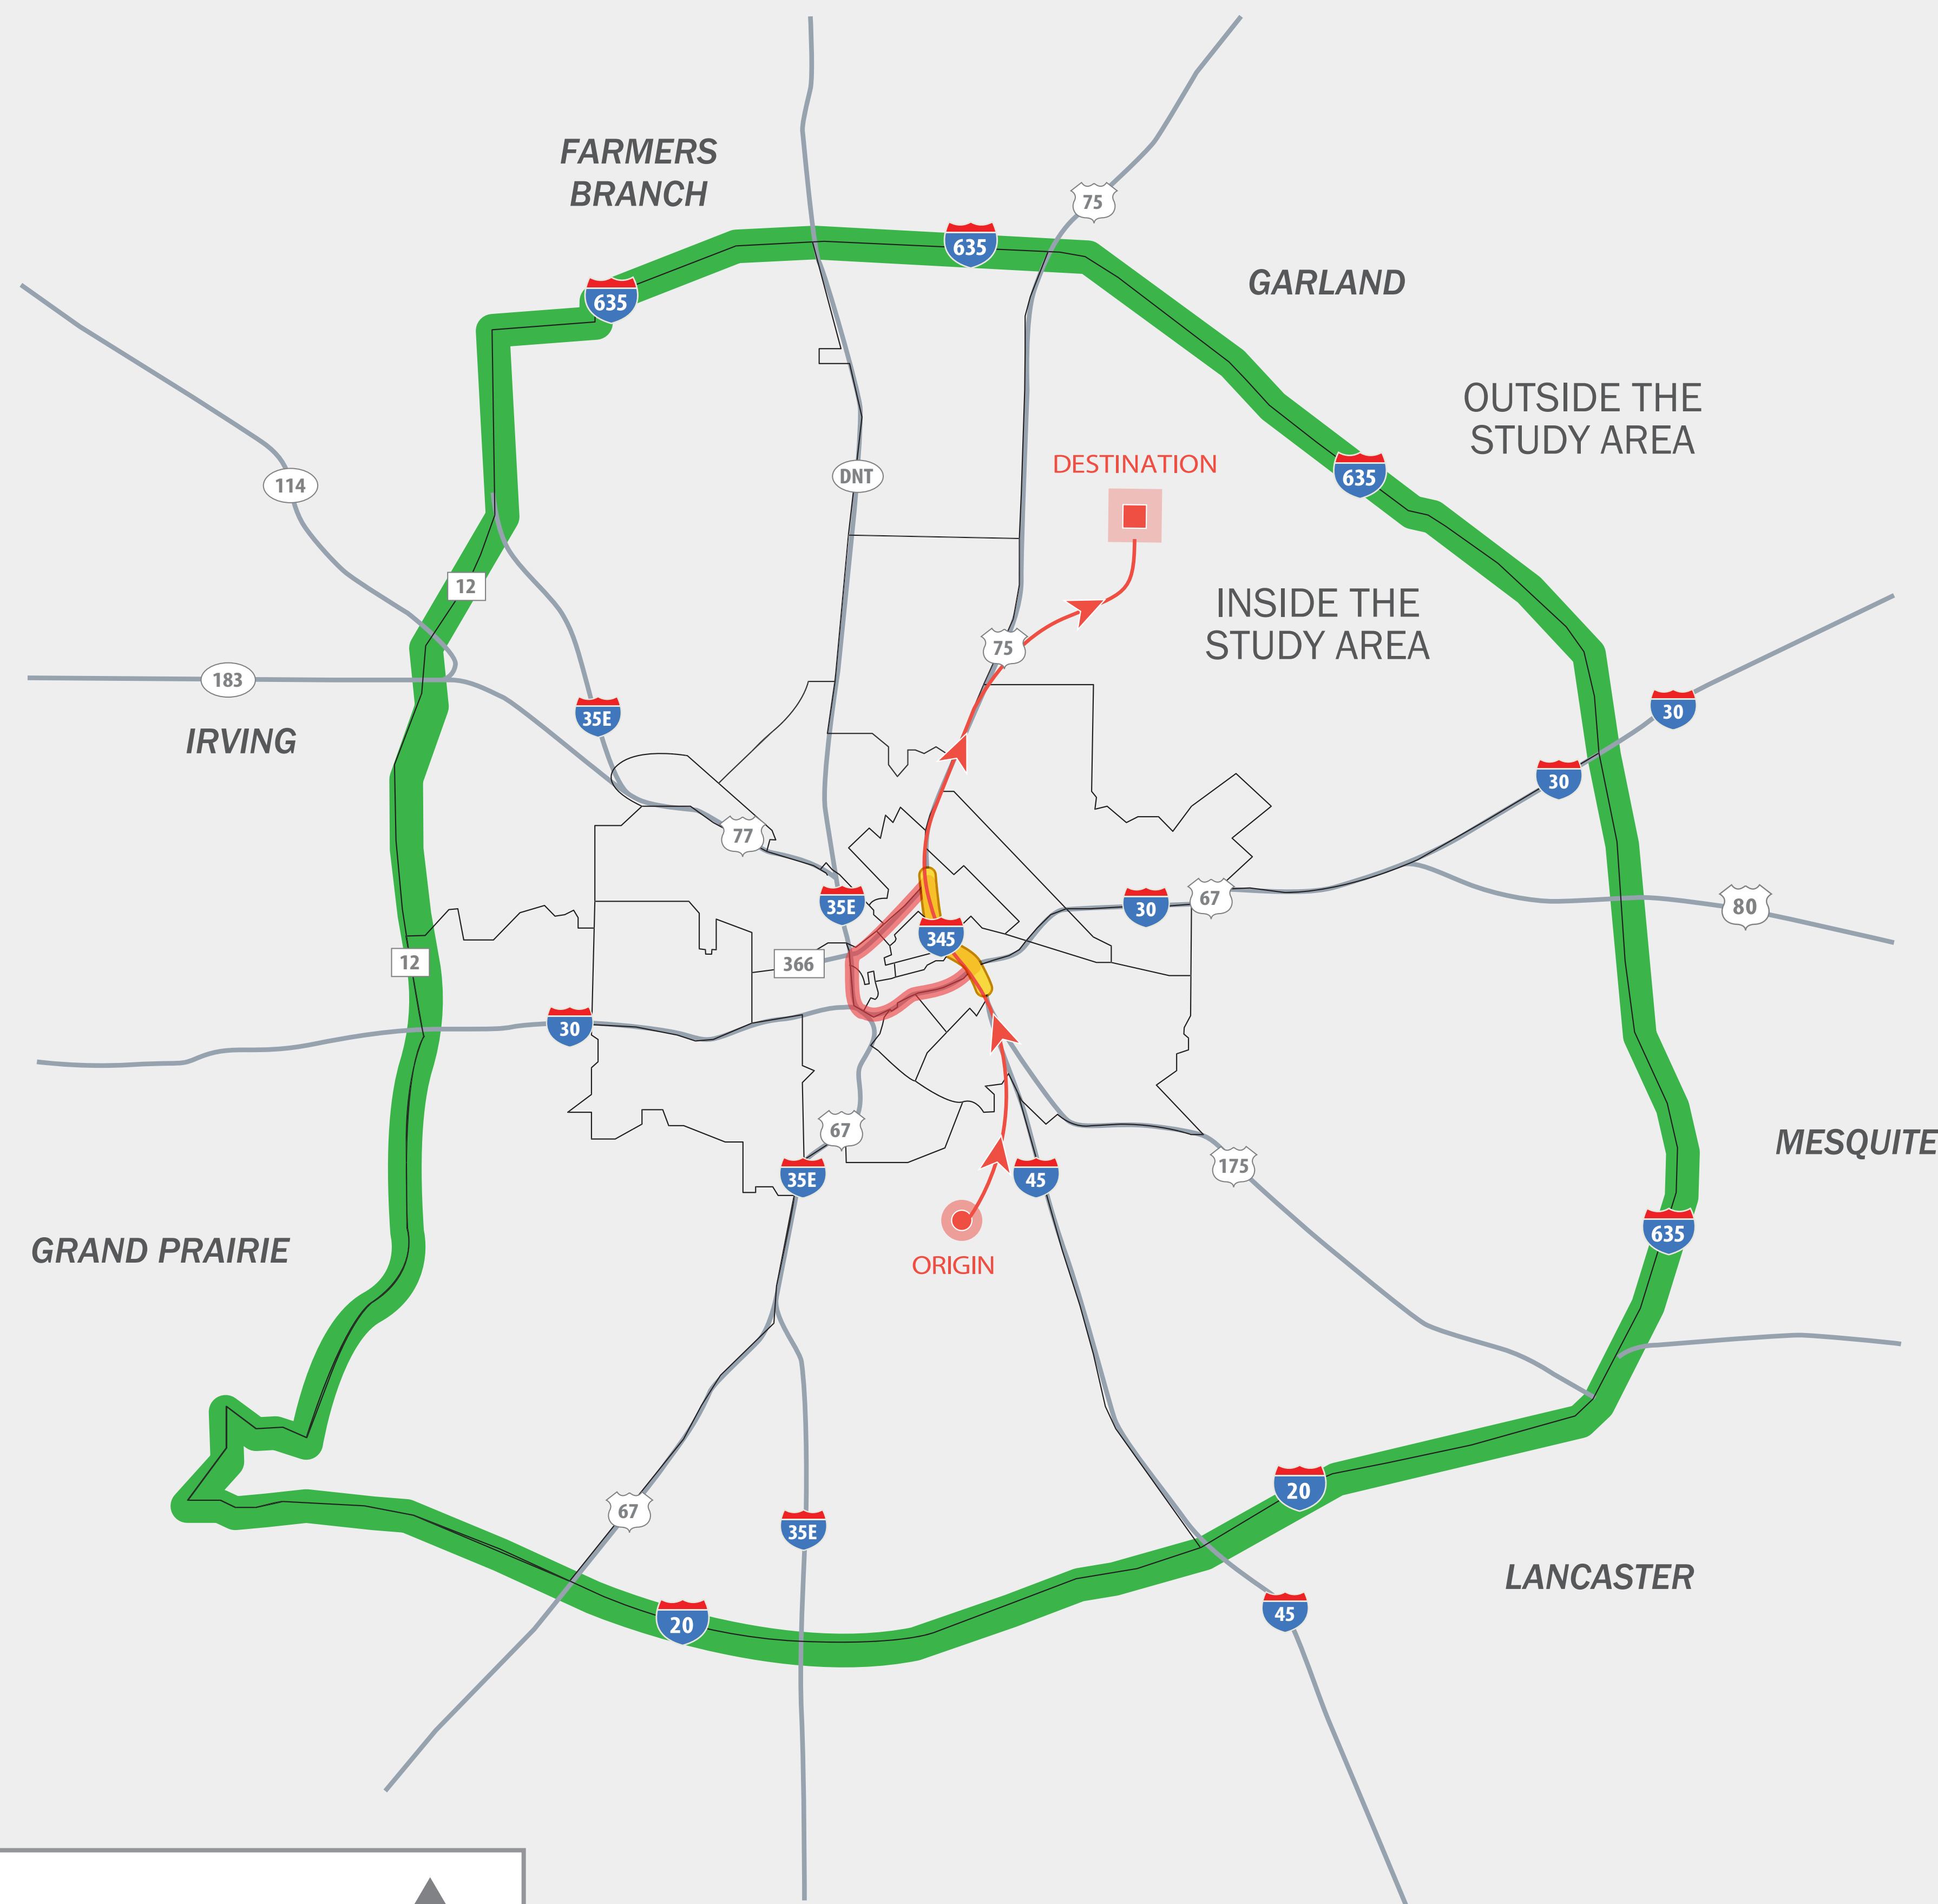 FARMERS
BRANCH
75
635
635
GARLAND
OUTSIDE THE
STUDY AREA
DESTINATION
DNT
635
114
12
INSIDE THE
STUDY AREA
75
183
35E
30
IRVING
30
77
35E
30
67
80
345
12
366
30
67
MESQUITE
35E
45
175
635
GRAND PRAIRIE
ORIGIN
20
67
35E
LANCASTER
45
20